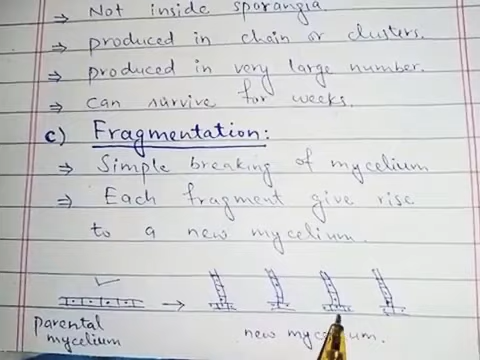 → Not inside sporangia
→ produced in chain or clusters.
→ produced in very large number.
→ can survive for weeks.
c) Fragmentation:
⇒ Simple breaking of mycelium
⇒ Each fragment give rise
to a new mycelium.
→
parental
mycelium
new mycelium.